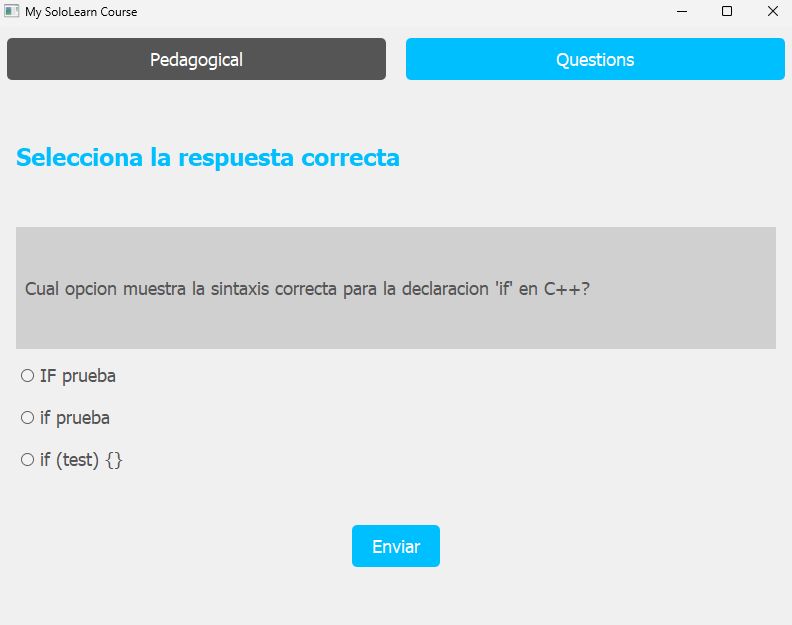 My SoloLearn Course
Pedagogical
Questions
Selecciona la respuesta correcta
Cual opcion muestra la sintaxis correcta para la declaracion 'if' en C++?
IF prueba
if prueba
if (test) {}
Enviar